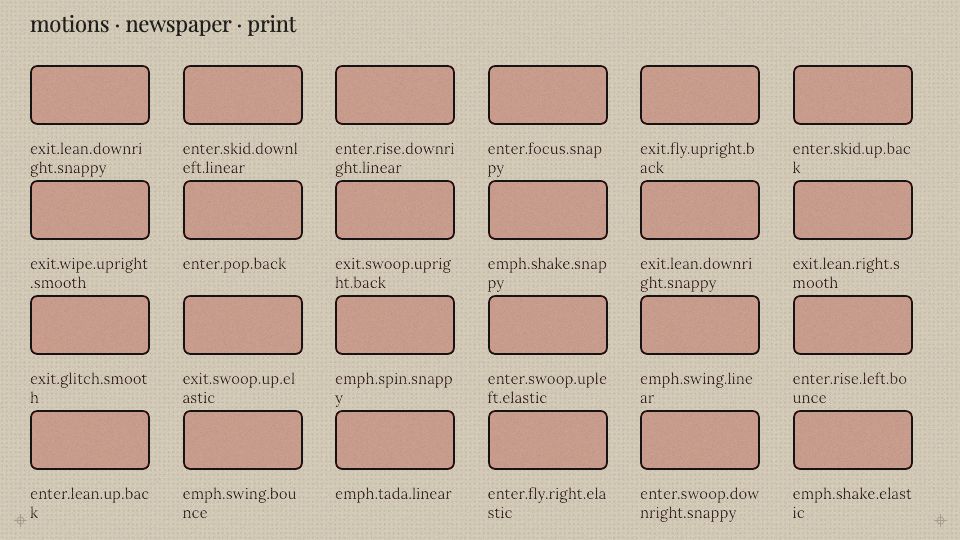 motions · newspaper · print
exit.lean.downri
ght.snappy
enter.skid.downl
eft.linear
enter.rise.downri
ght.linear
enter.focus.snap
py
exit.fly.upright.b
ack
enter.skid.up.bac
k
exit.wipe.upright
.smooth
enter.pop.back
exit.swoop.uprig
ht.back
emph.shake.snap
py
exit.lean.downri
ght.snappy
exit.lean.right.s
mooth
exit.glitch.smoot
h
exit.swoop.up.el
astic
emph.spin.snapp
y
enter.swoop.uple
ft.elastic
emph.swing.line
ar
enter.rise.left.bo
unce
enter.lean.up.bac
k
emph.swing.bou
nce
emph.tada.linear
enter.fly.right.ela
stic
enter.swoop.dow
nright.snappy
emph.shake.elast
ic